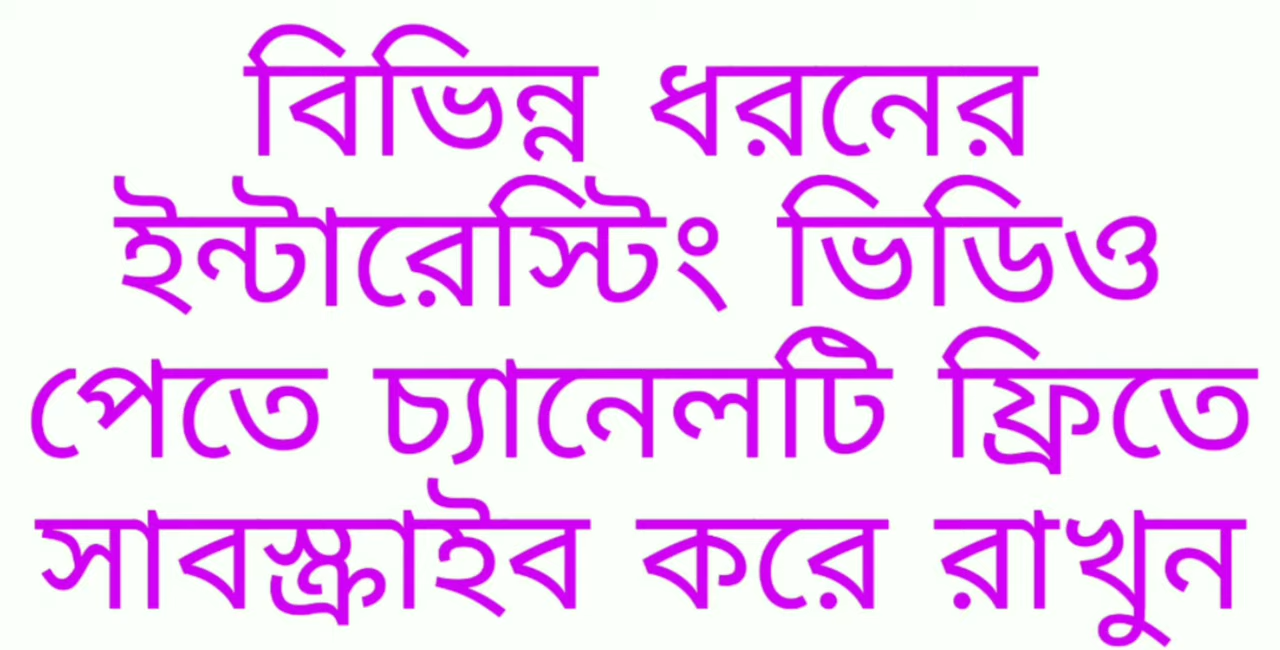 বিভিন্ন ধরনের
ইন্টারেস্টিং ভিডিও
পেতে চ্যানেলটি ফ্রিতে
সাবস্ক্রাইব করে রাখুন